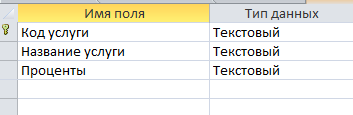 Имя поля Тип данных
Код услуги Текстовый
Название услуги Текстовый
Проценты Текстовый